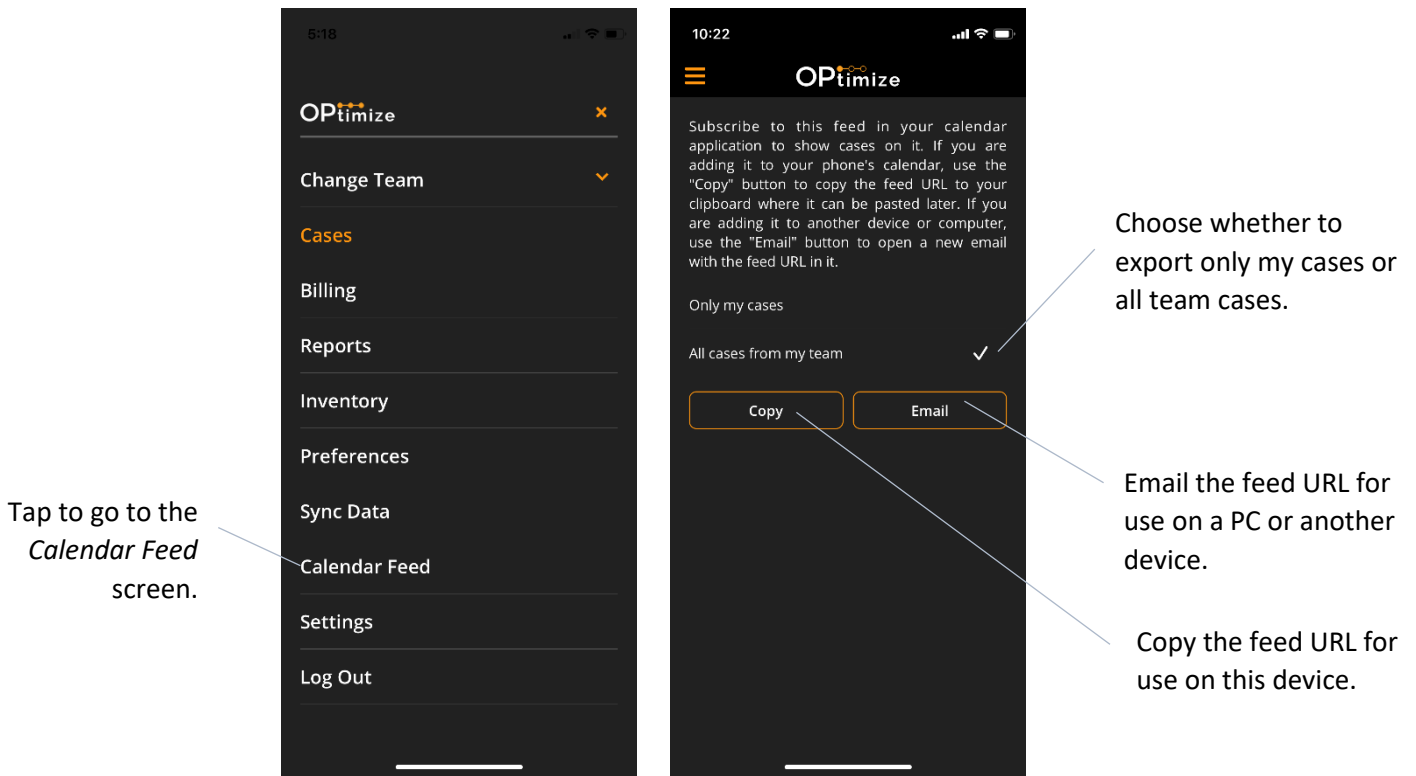 5:18
OPtimize
×
Change Team
Cases
Billing
Reports
Inventory
Preferences
Sync Data
Calendar Feed
Settings
Log Out
Tap to go to the
Calendar Feed
screen.
10:22
OPtimize
Subscribe to this feed in your calendar
application to show cases on it. If you are
adding it to your phone's calendar, use the
"Copy" button to copy the feed URL to your
clipboard where it can be pasted later. If you
are adding it to another device or computer,
use the "Email" button to open a new email
with the feed URL in it.
Only my cases
All cases from my team
Copy
Email
Choose whether to
export only my cases or
all team cases.
Email the feed URL for
use on a PC or another
device.
Copy the feed URL for
use on this device.